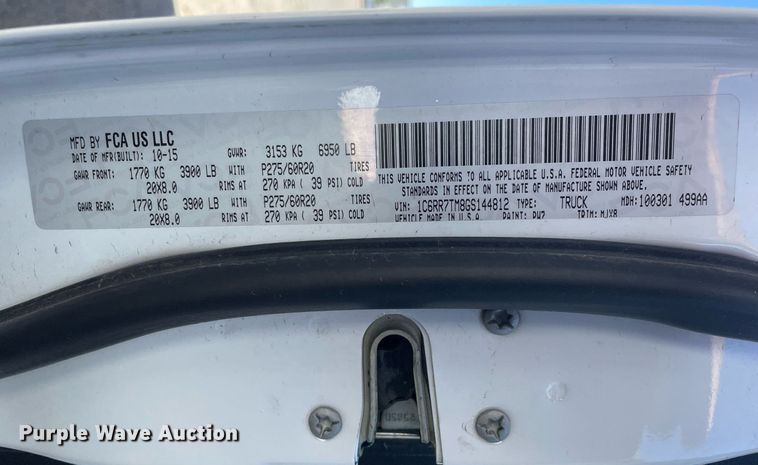 MFD BY FCA US LLC
DATE OF MFR(BUILT): 10-15 GVWR: 3153 KG 6950 LB
GAWR FRONT: 1770 KG 3900 LB WITH P275/60R20 TIRES
20X8.0 RIMS AT 270 KPA ( 39 PSI) COLD
GAWR REAR: 1770 KG 3900 LB WITH P275/60R20 TIRES
20X8.0 RIMS AT 270 KPA ( 39 PSI) COLD
THIS VEHICLE CONFORMS TO ALL APPLICABLE U.S.A. FEDERAL MOTOR VEHICLE SAFETY
STANDARDS IN EFFECT ON THE DATE OF MANUFACTURE SHOWN ABOVE.
VIN: 1C6RR7TM8GS144812 TYPE: TRUCK MDH: 100301 499AA
VEHICLE MADE IN PAINT: PW7 TRIM: MJX8
Purple Wave Auction